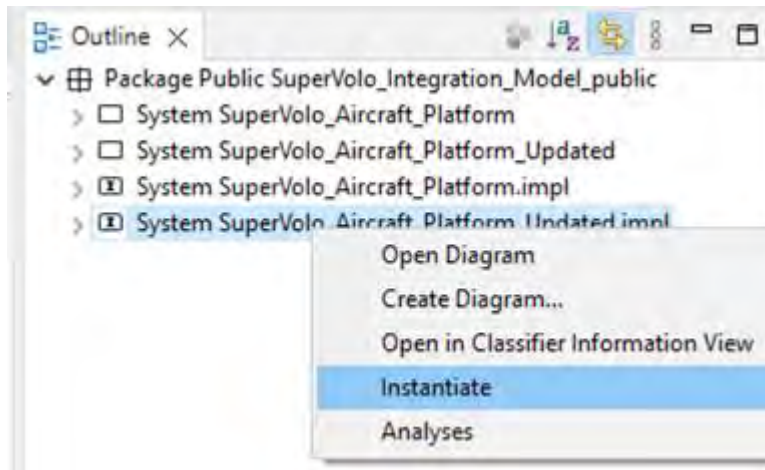 Outline
Package Public SuperVolo_Integration_Model_public
System SuperVolo_Aircraft_Platform
System SuperVolo_Aircraft_Platform_Updated
System SuperVolo_Aircraft_Platform.impl
System SuperVolo_Aircraft_Platform_Updated.impl
Open Diagram
Create Diagram...
Open in Classifier Information View
Instantiate
Analyses